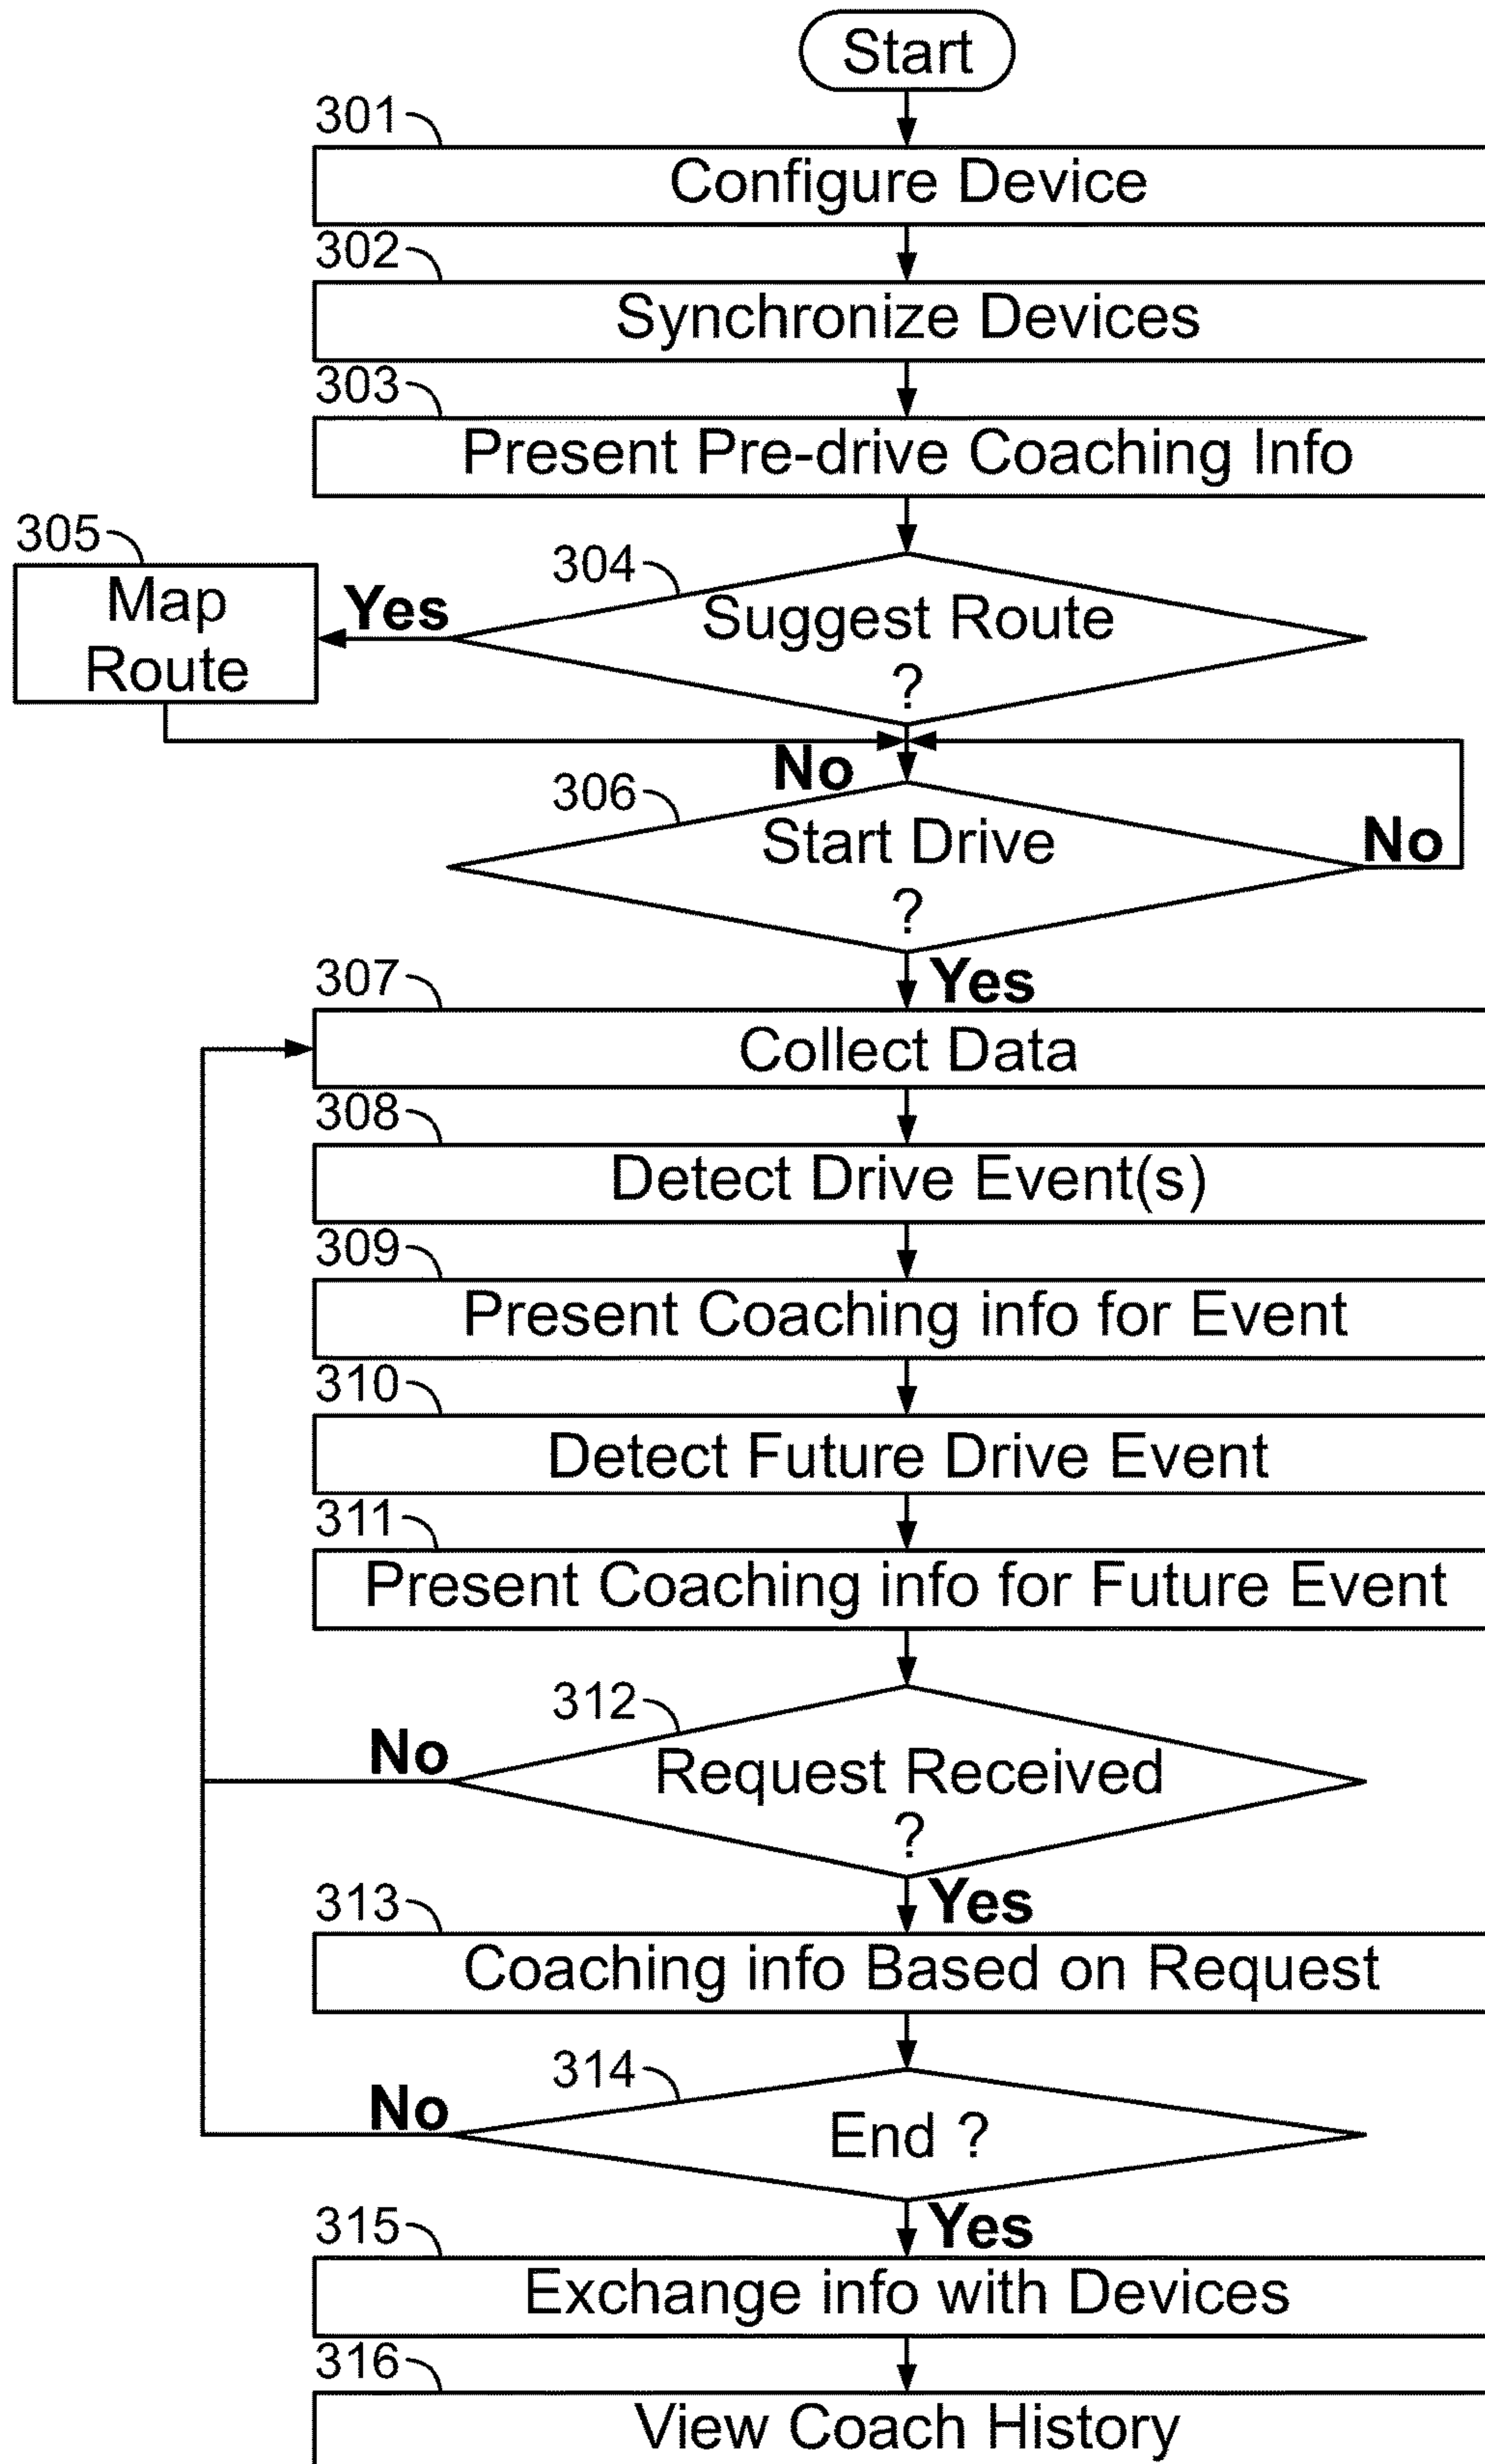 Start
301
Configure Device
302
Synchronize Devices
303
Present Pre-drive Coaching Info
305
Map
Route
Yes
304
Suggest Route
?
No
306
Start Drive
?
No
Yes
307
Collect Data
308
Detect Drive Event(s)
309
Present Coaching info for Event
310
Detect Future Drive Event
311
Present Coaching info for Future Event
312
No
Request Received
?
Yes
313
Coaching info Based on Request
314
No
End ?
Yes
315
Exchange info with Devices
316
View Coach History